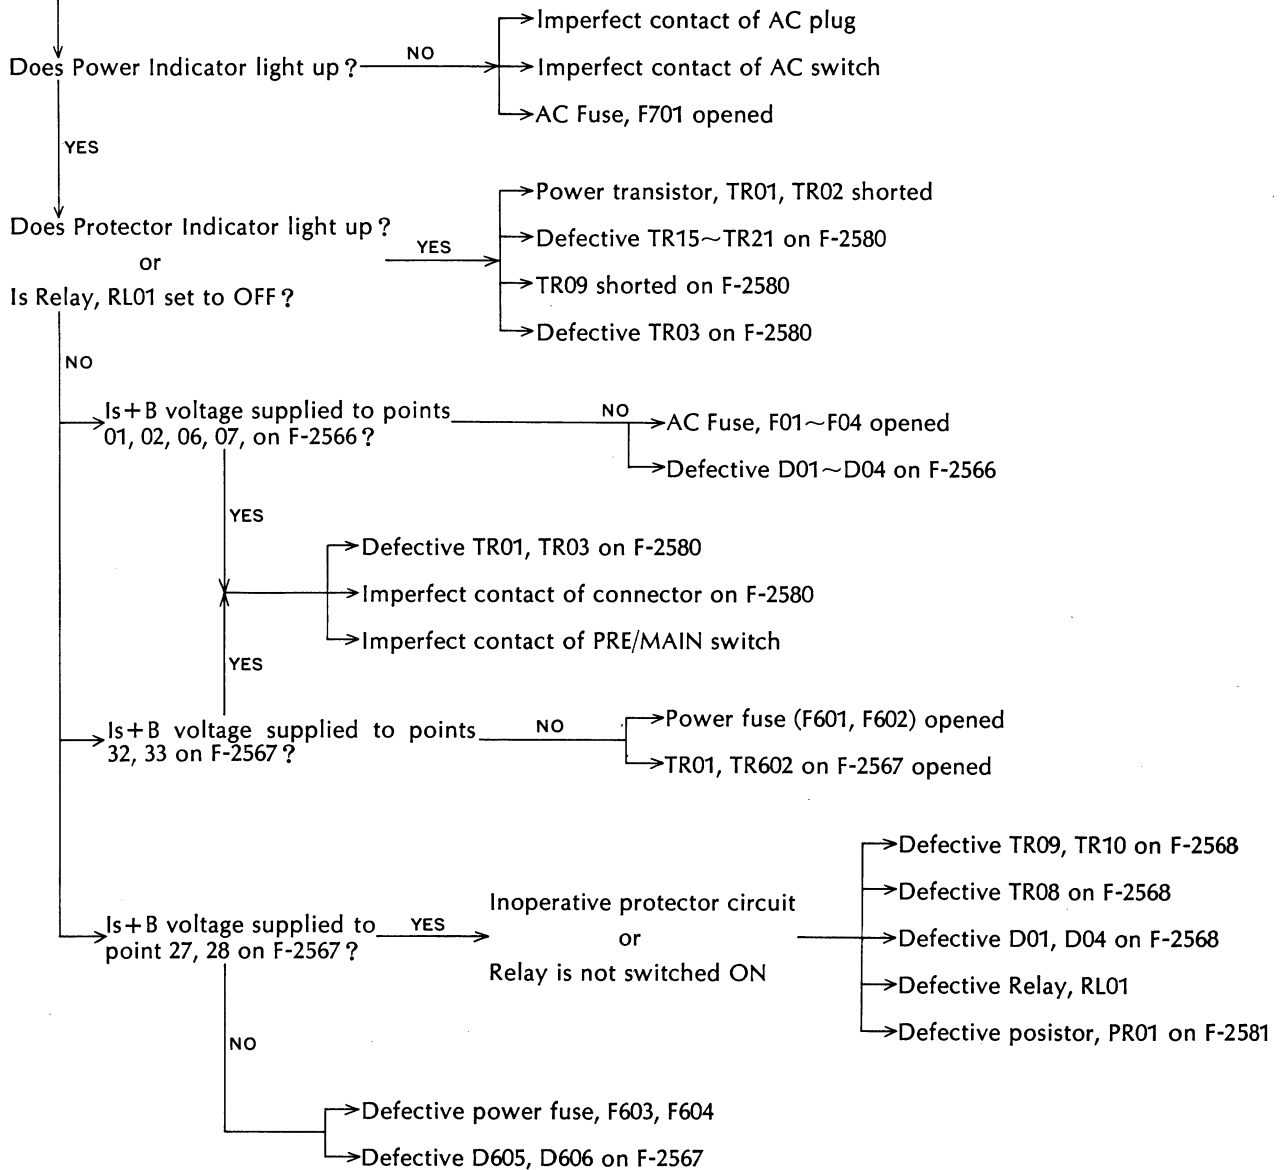 Imperfect contact of AC plug
Does Power Indicator light up?
NO
Imperfect contact of AC switch
AC Fuse, F701 opened
YES
Power transistor, TR01, TR02 shorted
Does Protector Indicator light up?
or
Is Relay, RL01 set to OFF?
YES
Defective TR15~TR21 on F-2580
TR09 shorted on F-2580
Defective TR03 on F-2580
NO
Is+B voltage supplied to points
01, 02, 06, 07, on F-2566?
NO
AC Fuse, F01~F04 opened
Defective D01~D04 on F-2566
YES
Defective TR01, TR03 on F-2580
Imperfect contact of connector on F-2580
Imperfect contact of PRE/MAIN switch
YES
Is+B voltage supplied to points
32, 33 on F-2567?
NO
Power fuse (F601, F602) opened
TR01, TR602 on F-2567 opened
Is+B voltage supplied to
point 27, 28 on F-2567?
YES
Inoperative protector circuit
or
Relay is not switched ON
Defective TR09, TR10 on F-2568
Defective TR08 on F-2568
Defective D01, D04 on F-2568
Defective Relay, RL01
Defective posistor, PR01 on F-2581
NO
Defective power fuse, F603, F604
Defective D605, D606 on F-2567